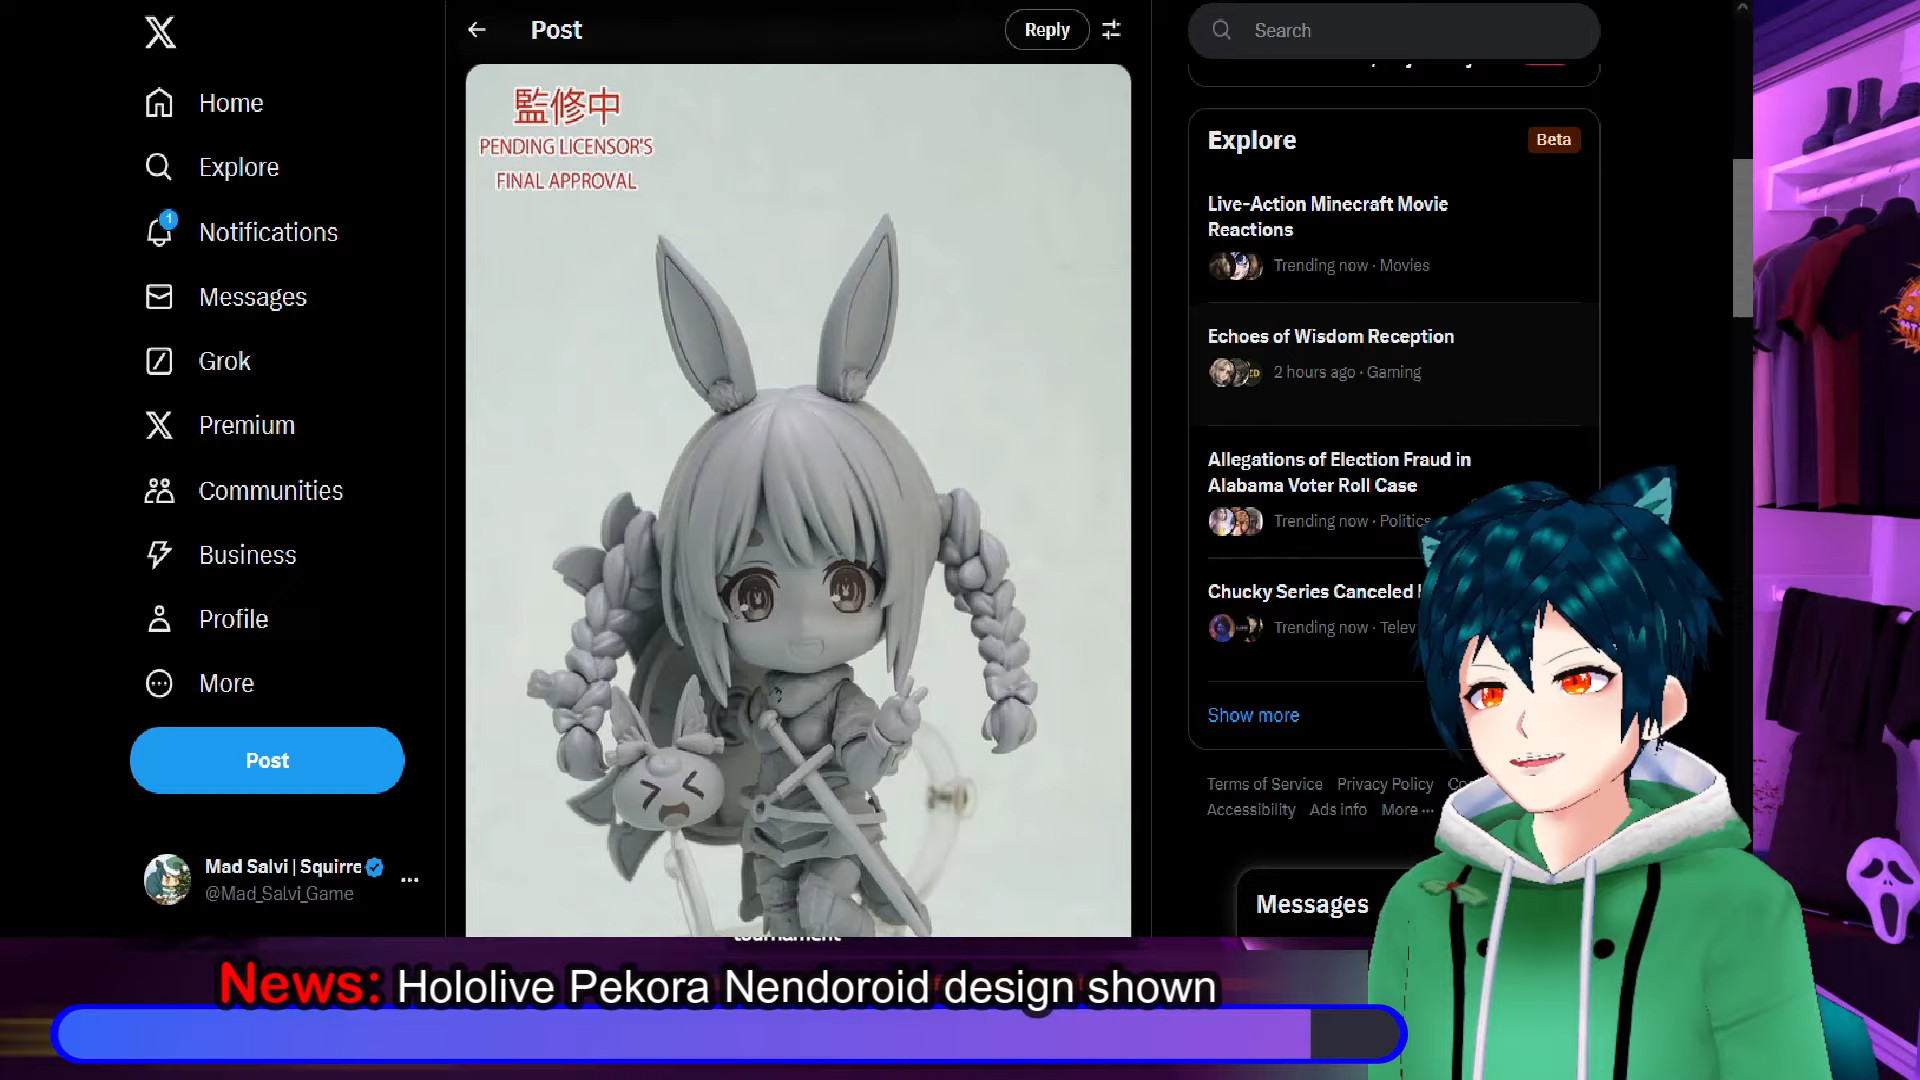 Home
Explore
1
Notifications
Messages
Grok
Premium
Communities
Business
Profile
More
Post
Mad Salvi | Squirre
@Mad_Salvi_Game
Post
Reply
監修中
PENDING LICENSOR'S
FINAL APPROVAL
Search
Explore
Beta
Live-Action Minecraft Movie
Reactions
Trending now · Movies
Echoes of Wisdom Reception
2 hours ago · Gaming
Allegations of Election Fraud in
Alabama Voter Roll Case
Trending now · Politics
Chucky Series Canceled
Trending now · Telev
Show more
Terms of Service Privacy Policy Co
Accessibility Ads info More ...
Messages
News: Hololive Pekora Nendoroid design shown